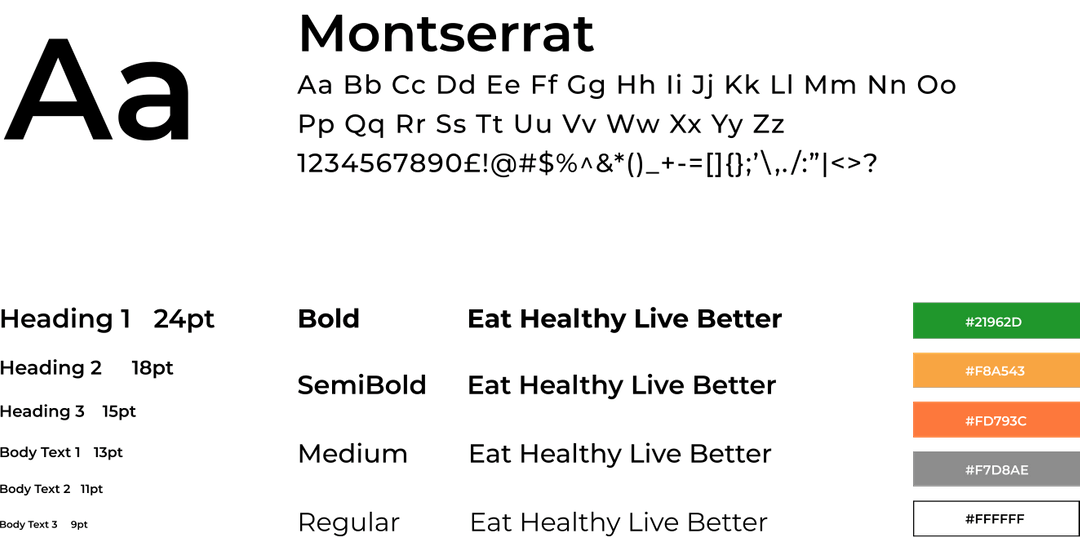 Aa
Montserrat
Aa Bb Cc Dd Ee Ff Gg Hh Ii Jj Kk Ll Mm Nn Oo
Pp Qq Rr Ss Tt Uu Vv Ww Xx Yy Zz
1234567890£!@#$%^&*()_+-=[]{};’\,./:”|<>?
Heading 1 24pt
Heading 2 18pt
Heading 3 15pt
Body Text 1 13pt
Body Text 2 11pt
Body Text 3 9pt
Bold Eat Healthy Live Better
SemiBold Eat Healthy Live Better
Medium Eat Healthy Live Better
Regular Eat Healthy Live Better
#21962D
#F8A543
#FD793C
#F7D8AE
#FFFFFF